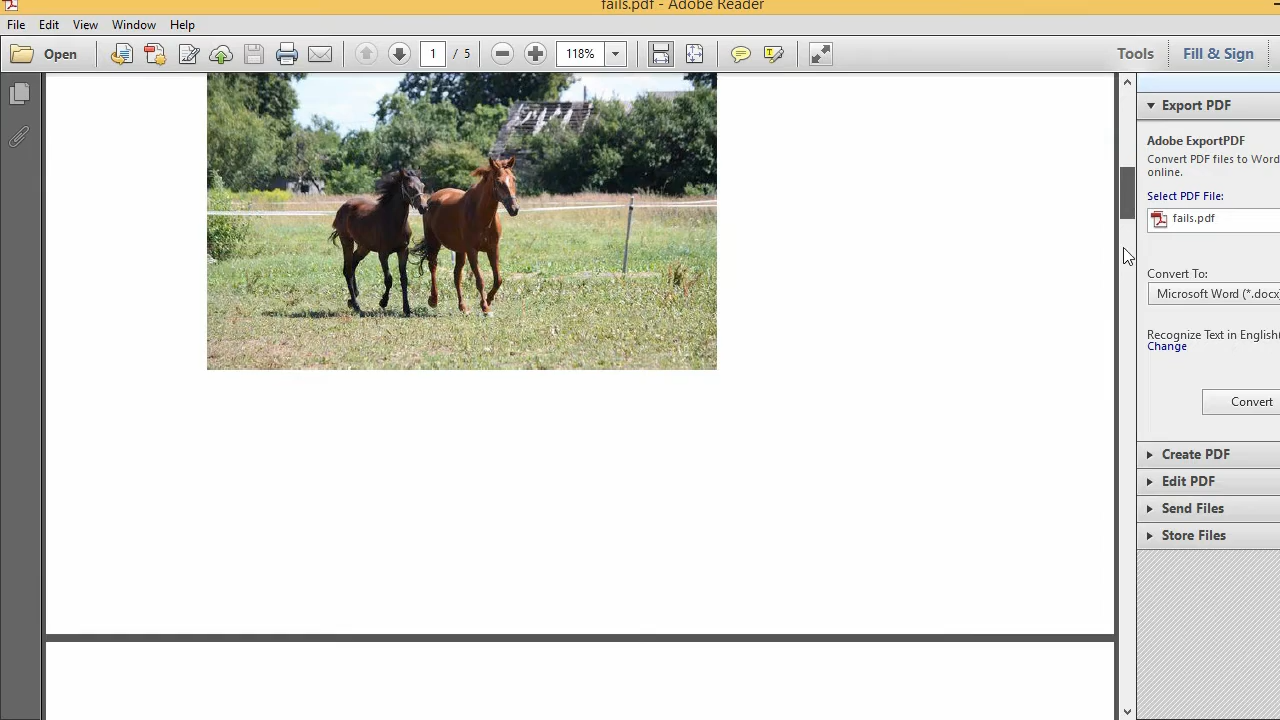 fails.pdf - Adobe Reader
File Edit View Window Help
Open 1 / 5 118% Tools Fill & Sign
Export PDF
Adobe ExportPDF
Convert PDF files to Word
online.
Select PDF File:
fails.pdf
Convert To:
Microsoft Word (*.docx)
Recognize Text in English(
Change
Convert
Create PDF
Edit PDF
Send Files
Store Files